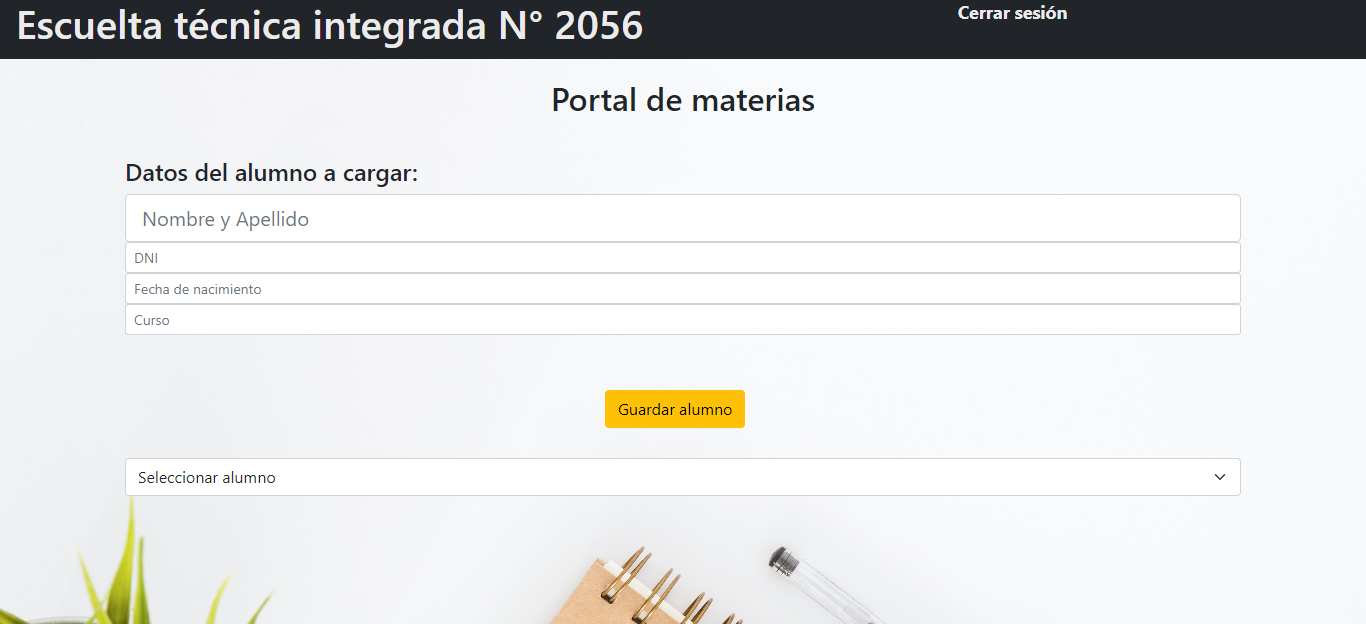 Escuelta técnica integrada N° 2056
Cerrar sesión
Portal de materias
Datos del alumno a cargar:
Nombre y Apellido
DNI
Fecha de nacimiento
Curso
Guardar alumno
Seleccionar alumno